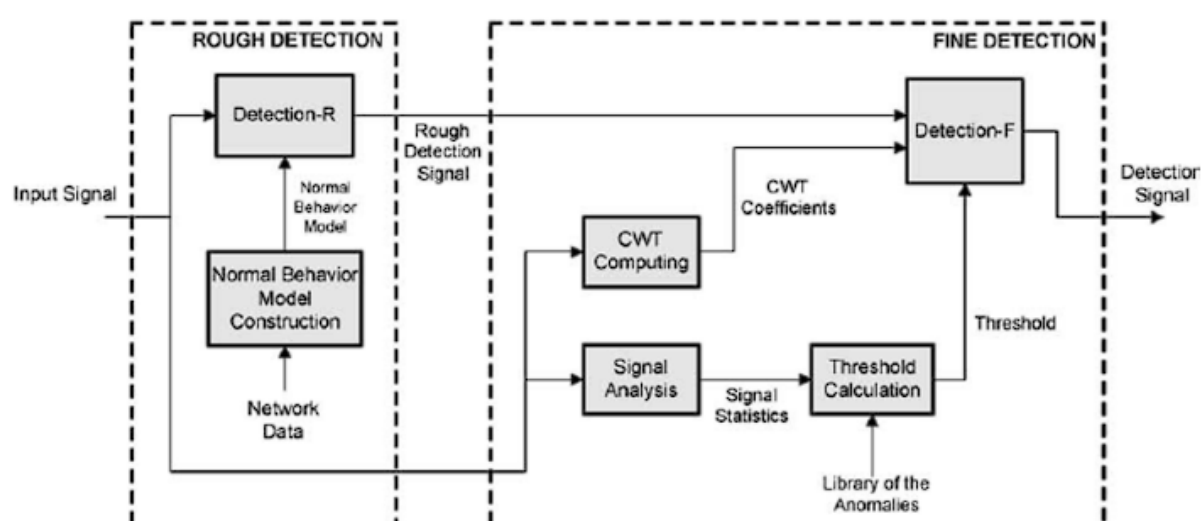 ROUGH DETECTION
FINE DETECTION
Detection-R
Detection-F
Rough
Detection
Signal
Input Signal
Normal
Behavior
Model
CWT
Coefficients
Detection
Signal
CWT
Computing
Normal Behavior
Model
Construction
Threshold
Signal
Analysis
Threshold
Calculation
Signal
Statistics
Network
Data
Library of the
Anomalies